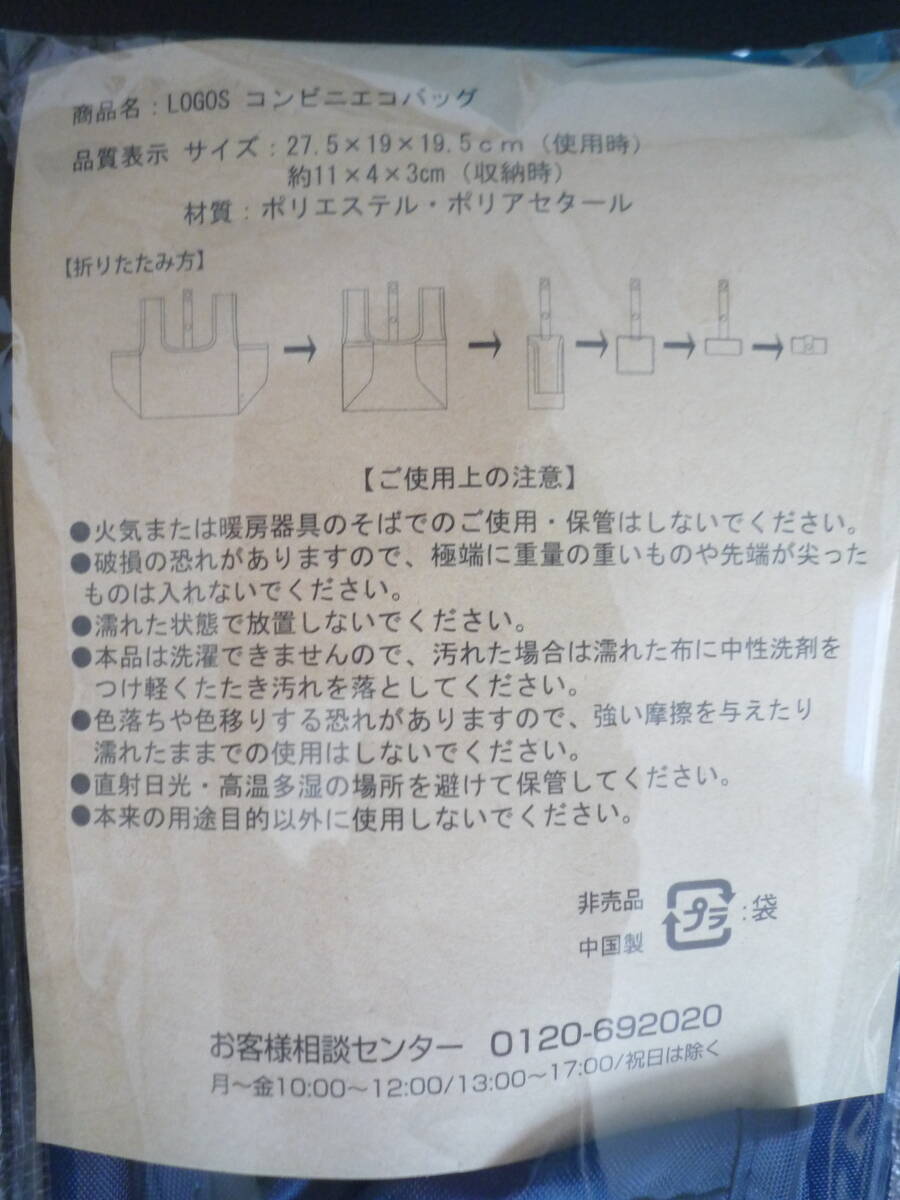 商品名：LOGOS コンビニエコバッグ
品質表示 サイズ：27.5×19×19.5cm（使用時）
約11×4×3cm（収納時）
材質：ポリエステル・ポリアセタール
【折りたたみ方】
【ご使用上の注意】
●火気または暖房器具のそばでのご使用・保管はしないでください。
●破損の恐れがありますので、極端に重量の重いものや先端が尖った
ものは入れないでください。
●濡れた状態で放置しないでください。
●本品は洗濯できませんので、汚れた場合は濡れた布に中性洗剤を
つけ軽くたたき汚れを落としてください。
●色落ちや色移りする恐れがありますので、強い摩擦を与えたり
濡れたままでの使用はしないでください。
●直射日光・高温多湿の場所を避けて保管してください。
●本来の用途目的以外に使用しないでください。
非売品
中国製
プラ：袋
お客様相談センター 0120-692020
月～金10:00～12:00/13:00～17:00/祝日は除く